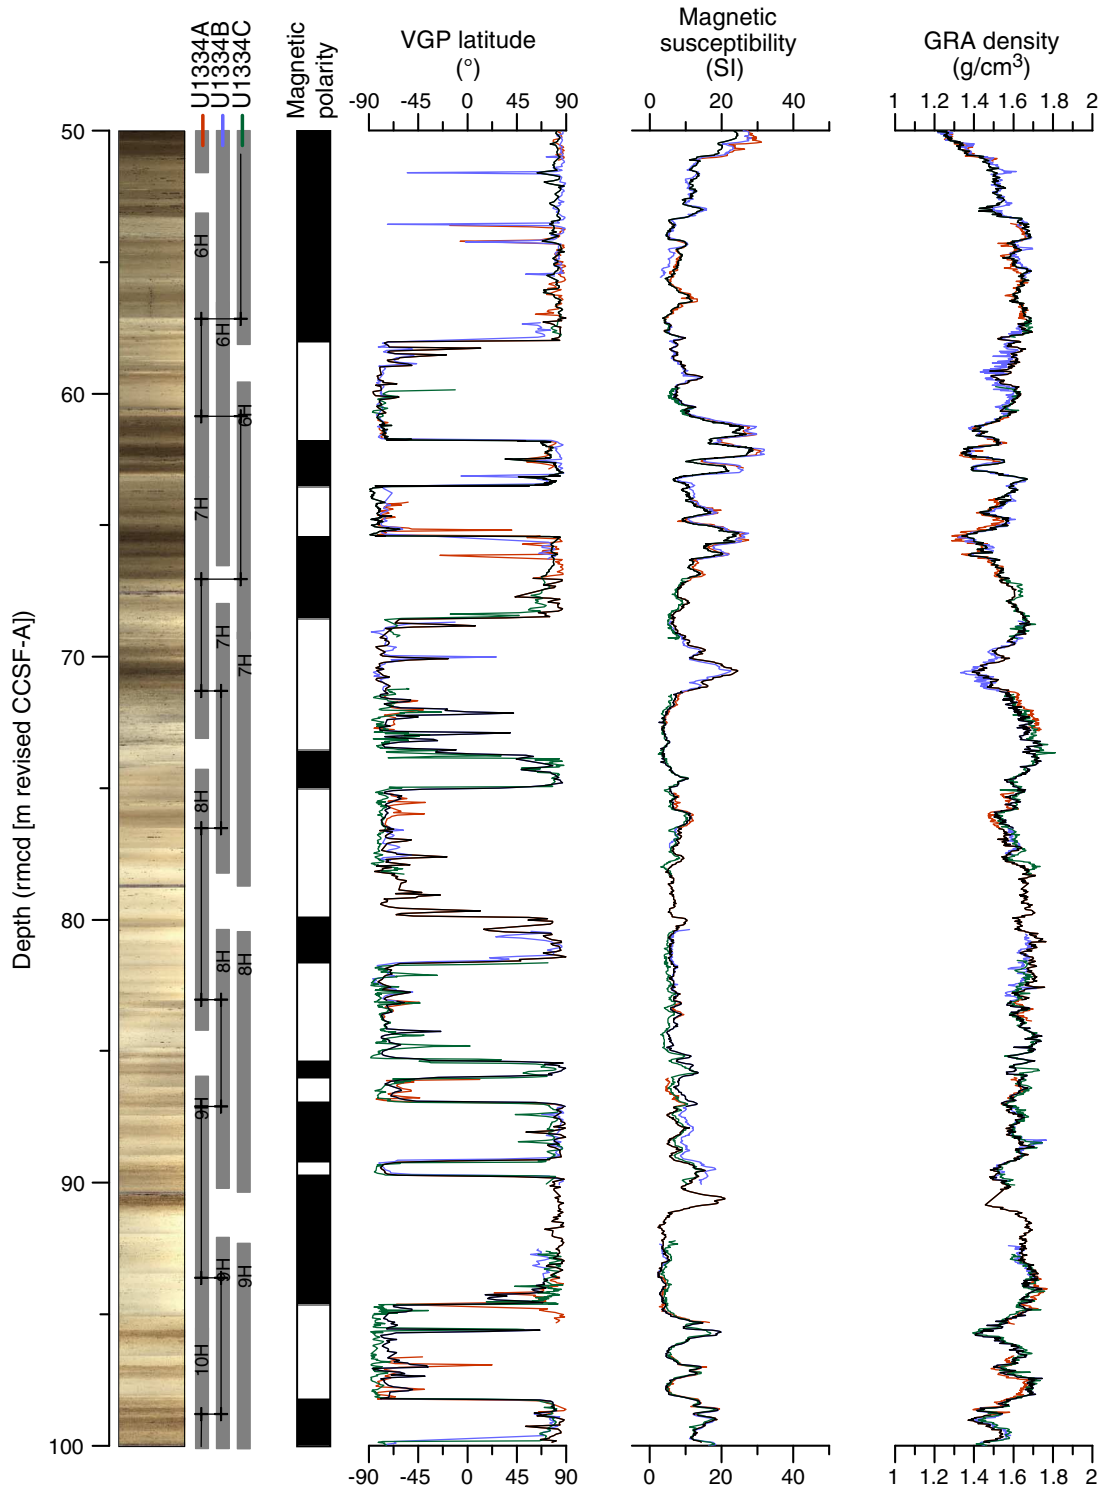 U1334A
U1334B
U1334C
Magnetic
polarity
VGP latitude
(°)
-90 -45 0 45 90
Magnetic
susceptibility
(SI)
0 20 40
GRA density
(g/cm3)
1 1.2 1.4 1.6 1.8 2
Depth (rmcd [m revised CCSF-A])
50
60
70
80
90
100
6H
7H
8H
9H
10H
6H
7H
8H
9H
6H
7H
8H
9H
-90 -45 0 45 90
0 20 40
1 1.2 1.4 1.6 1.8 2